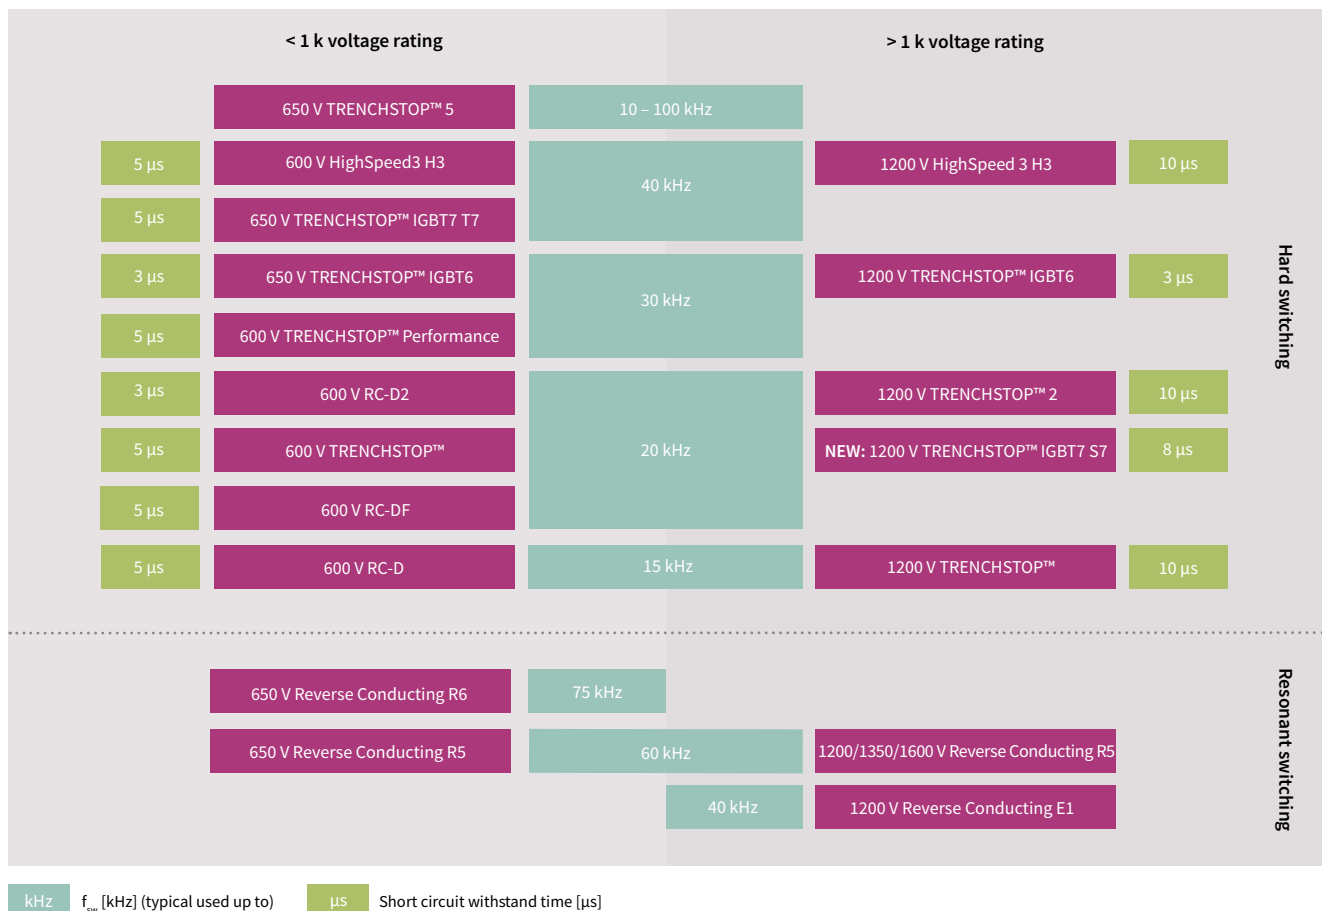 < 1 k voltage rating
> 1 k voltage rating
650 V TRENCHSTOP™ 5
10 – 100 kHz
5 µs
600 V HighSpeed3 H3
40 kHz
1200 V HighSpeed 3 H3
10 µs
5 µs
650 V TRENCHSTOP™ IGBT7 T7
3 µs
650 V TRENCHSTOP™ IGBT6
30 kHz
1200 V TRENCHSTOP™ IGBT6
3 µs
5 µs
600 V TRENCHSTOP™ Performance
3 µs
600 V RC-D2
20 kHz
1200 V TRENCHSTOP™ 2
10 µs
5 µs
600 V TRENCHSTOP™
NEW: 1200 V TRENCHSTOP™ IGBT7 S7
8 µs
5 µs
600 V RC-DF
5 µs
600 V RC-D
15 kHz
1200 V TRENCHSTOP™
10 µs
Hard switching
650 V Reverse Conducting R6
75 kHz
650 V Reverse Conducting R5
60 kHz
1200/1350/1600 V Reverse Conducting R5
40 kHz
1200 V Reverse Conducting E1
Resonant switching
kHz
f_sw [kHz] (typical used up to)
µs
Short circuit withstand time [µs]